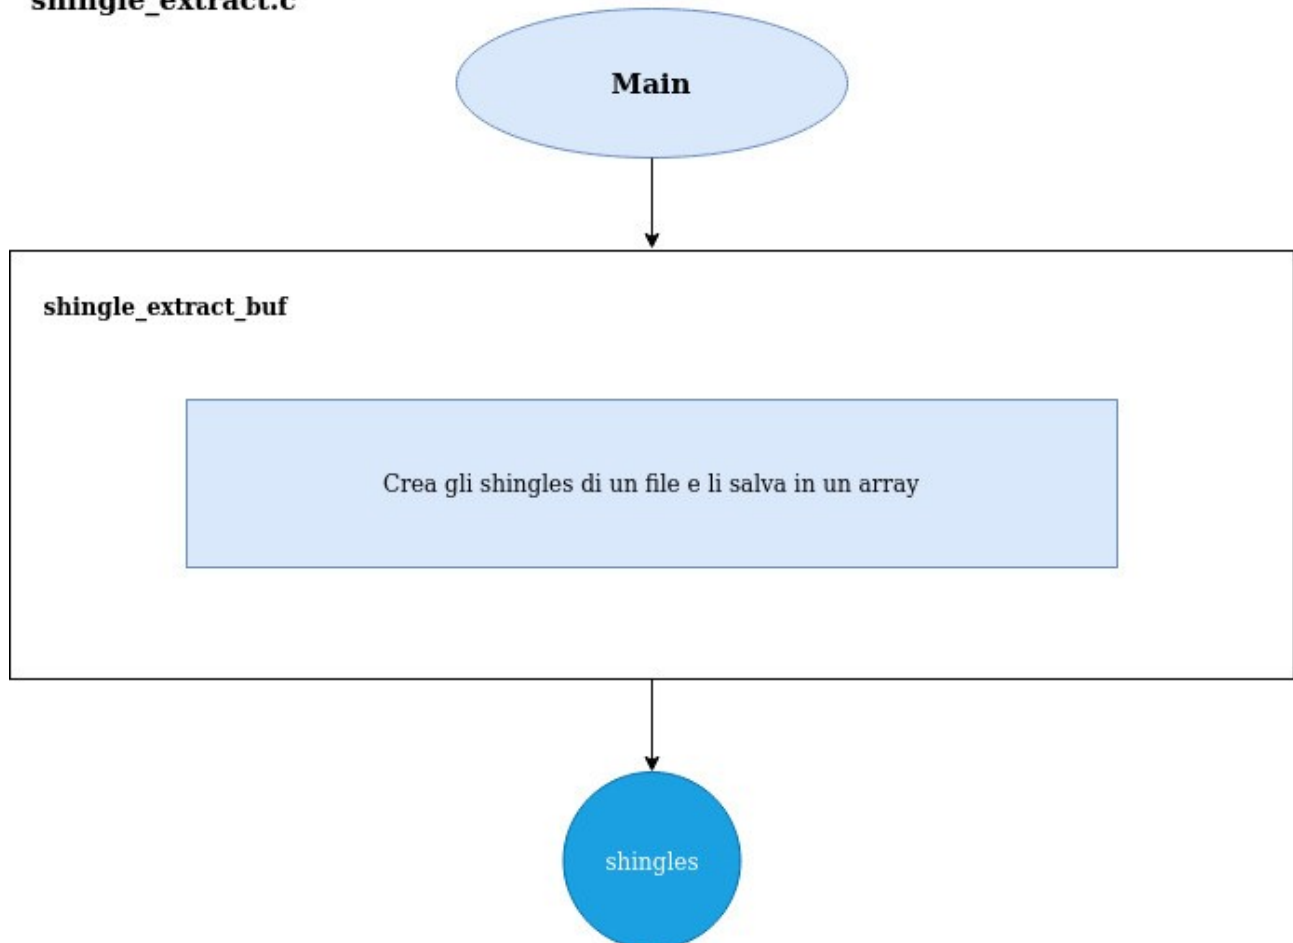 shingle_extract.c
Main
shingle_extract_buf
Crea gli shingles di un file e li salva in un array
shingles